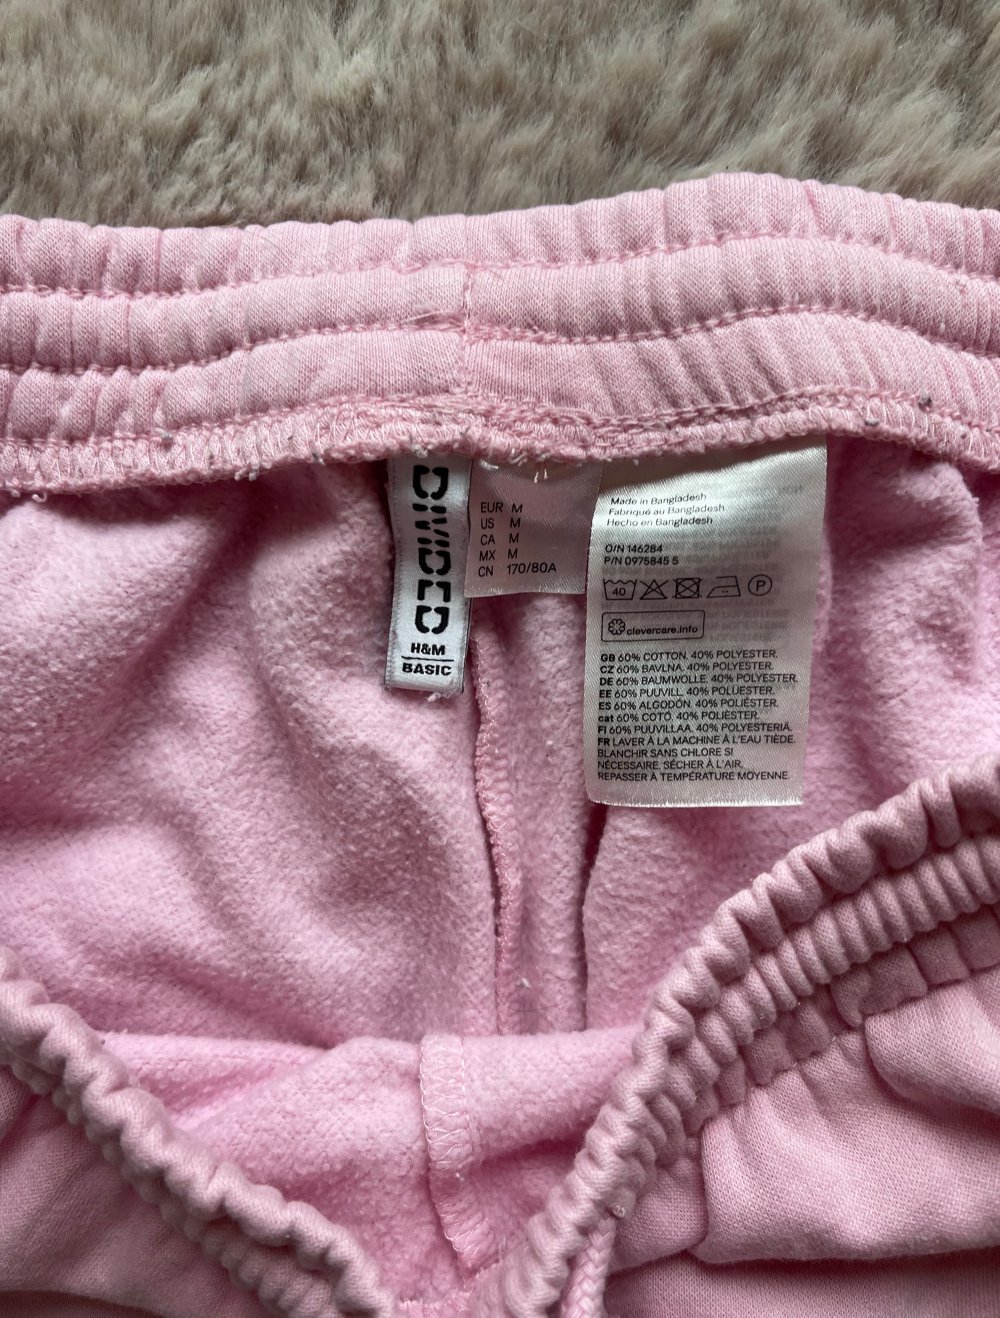 DIVIDED
H&M
BASIC
EUR M
US M
CA M
MX M
CN 170/80A
Made in Bangladesh
Fabriqué au Bangladesh
Hecho en Bangladesh
O/N 146284
P/N 0975845 5
40
P
clevercare.info
GB 60% COTTON. 40% POLYESTER.
CZ 60% BAVLNA. 40% POLYESTER.
DE 60% BAUMWOLLE. 40% POLYESTER.
EE 60% PUUVILL. 40% POLÜESTER.
ES 60% ALGODÓN. 40% POLIÉSTER.
cat 60% COTÓ. 40% POLIÈSTER.
FI 60% PUUVILLAA. 40% POLYESTERIÄ.
FR LAVER À LA MACHINE À L'EAU TIÈDE.
BLANCHIR SANS CHLORE SI
NÉCESSAIRE. SÉCHER À L'AIR.
REPASSER À TEMPÉRATURE MOYENNE.